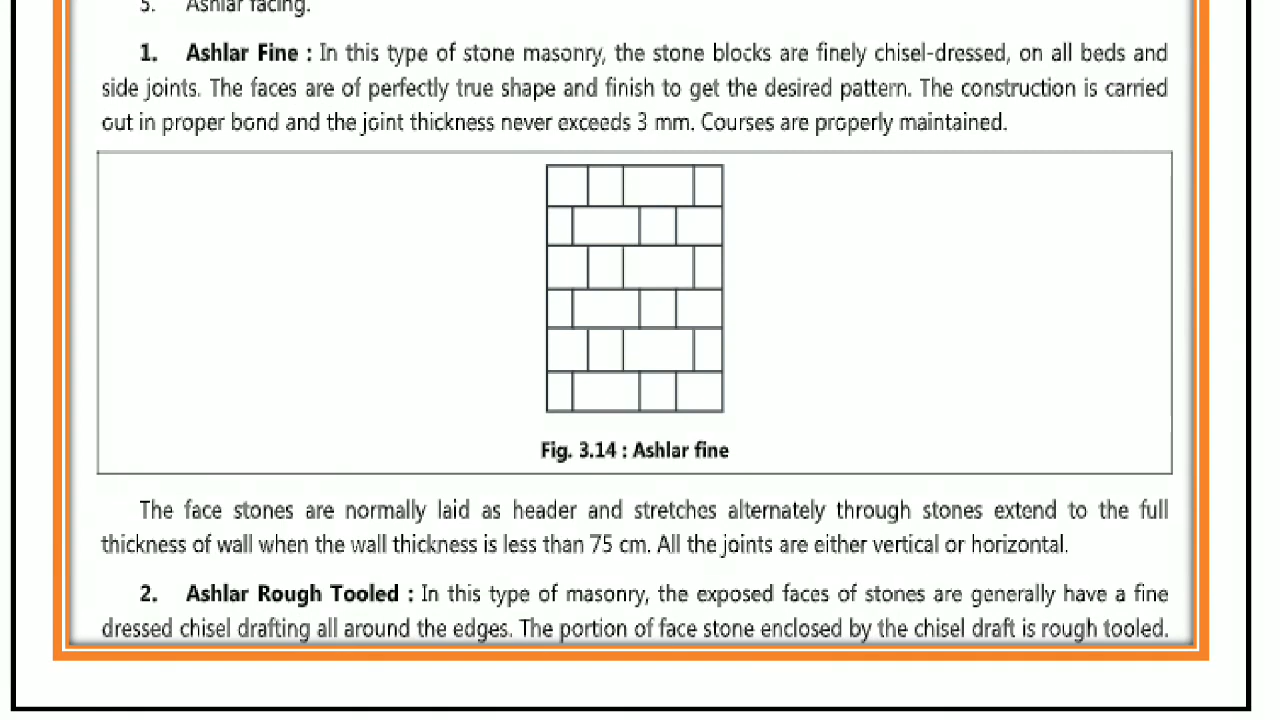 5. Ashlar facing.
1. Ashlar Fine : In this type of stone masonry, the stone blocks are finely chisel-dressed, on all beds and
side joints. The faces are of perfectly true shape and finish to get the desired pattern. The construction is carried
out in proper bond and the joint thickness never exceeds 3 mm. Courses are properly maintained.
Fig. 3.14 : Ashlar fine
The face stones are normally laid as header and stretches alternately through stones extend to the full
thickness of wall when the wall thickness is less than 75 cm. All the joints are either vertical or horizontal.
2. Ashlar Rough Tooled : In this type of masonry, the exposed faces of stones are generally have a fine
dressed chisel drafting all around the edges. The portion of face stone enclosed by the chisel draft is rough tooled.